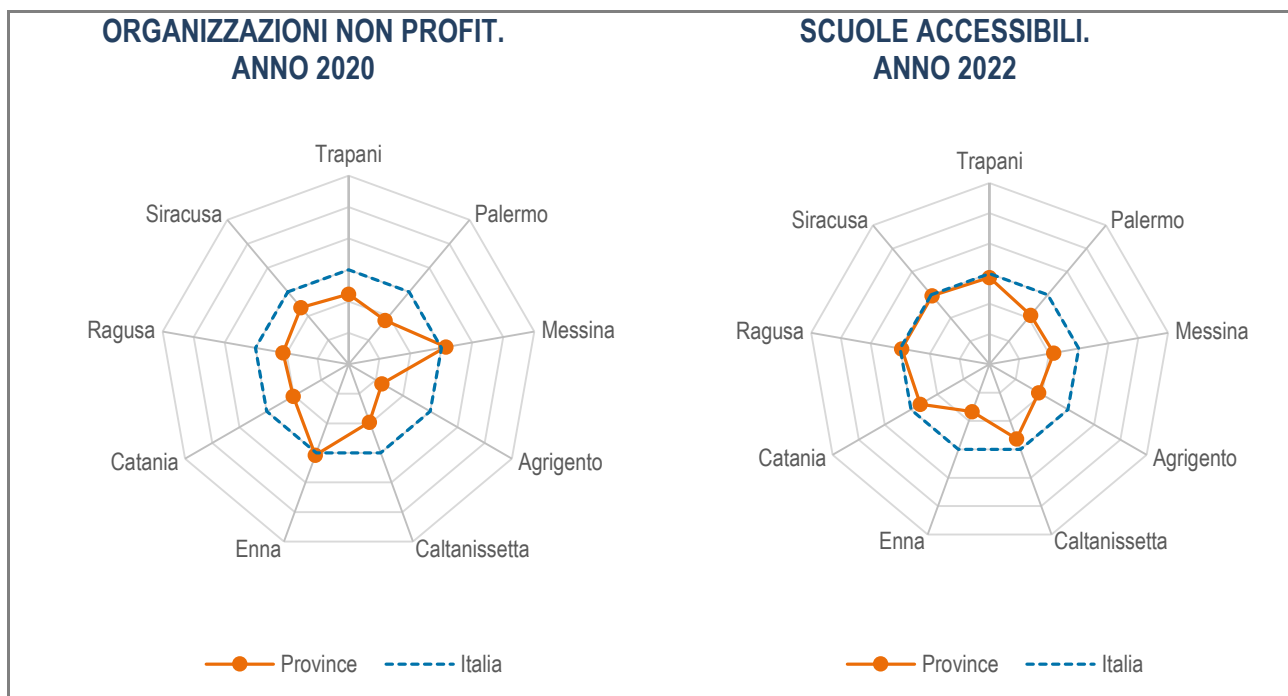 ORGANIZZAZIONI NON PROFIT.
ANNO 2020
Trapani
Siracusa
Palermo
Ragusa
Messina
Catania
Agrigento
Enna
Caltanissetta
Province
Italia
SCUOLE ACCESSIBILI.
ANNO 2022
Trapani
Siracusa
Palermo
Ragusa
Messina
Catania
Agrigento
Enna
Caltanissetta
Province
Italia